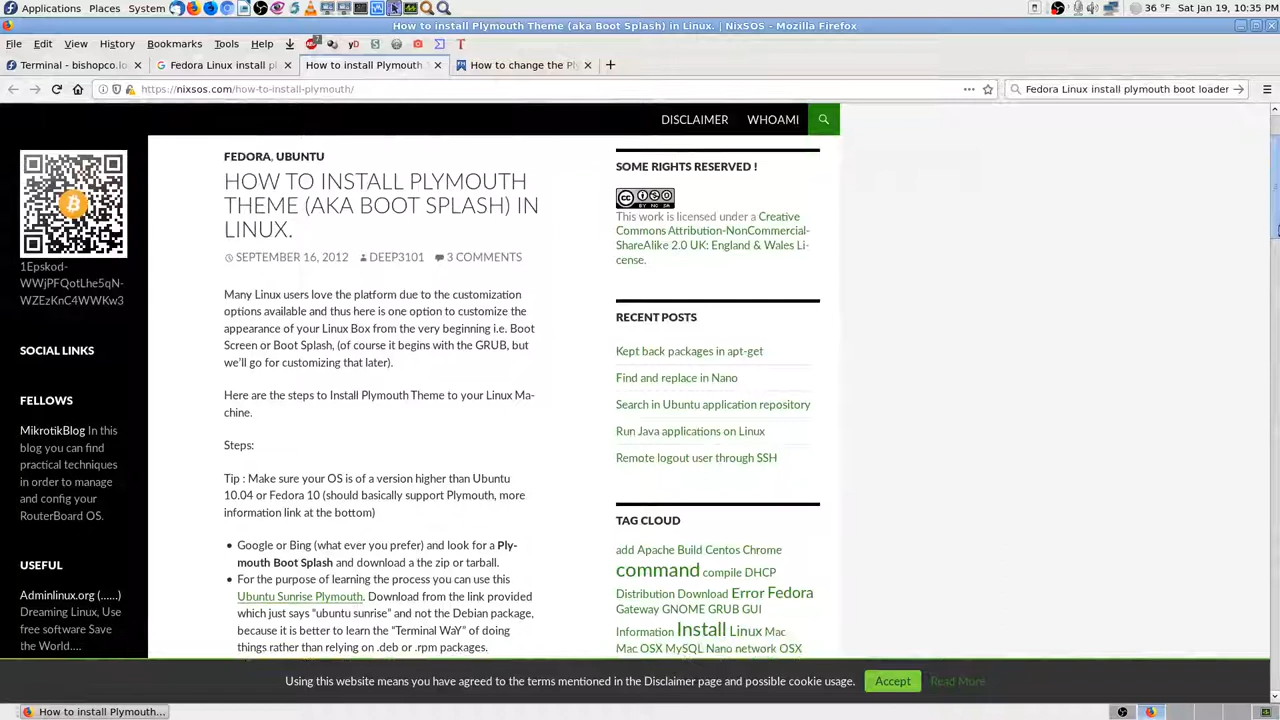 Applications Places System 36 °F Sat Jan 19, 10:35 PM
How to install Plymouth Theme (aka Boot Splash) in Linux. | NixSOS - Mozilla Firefox
File Edit View History Bookmarks Tools Help 7 yD S T
Terminal - bishopco.lo
Fedora Linux install pl
How to install Plymouth
How to change the Ply
https://nixsos.com/how-to-install-plymouth/
Fedora Linux install plymouth boot loader
DISCLAIMER WHOAMI
1Epskod-
WWjPFQotLhe5qN-
WZEzKnC4WWKw3
SOCIAL LINKS
FELLOWS
MikrotikBlog In this
blog you can find
practical techniques
in order to manage
and config your
RouterBoard OS.
USEFUL
Adminlinux.org (......)
Dreaming Linux, Use
free software Save
the World....
FEDORA, UBUNTU
HOW TO INSTALL PLYMOUTH
THEME (AKA BOOT SPLASH) IN
LINUX.
SEPTEMBER 16, 2012 DEEP3101 3 COMMENTS
Many Linux users love the platform due to the customization
options available and thus here is one option to customize the
appearance of your Linux Box from the very beginning i.e. Boot
Screen or Boot Splash, (of course it begins with the GRUB, but
we'll go for customizing that later).
Here are the steps to Install Plymouth Theme to your Linux Ma-
chine.
Steps:
Tip : Make sure your OS is of a version higher than Ubuntu
10.04 or Fedora 10 (should basically support Plymouth, more
information link at the bottom)
Google or Bing (what ever you prefer) and look for a Ply-
mouth Boot Splash and download the zip or tarball.
For the purpose of learning the process you can use this
Ubuntu Sunrise Plymouth. Download from the link provided
which just says "ubuntu sunrise" and not the Debian package,
because it is better to learn the "Terminal WaY" of doing
things rather than relying on .deb or .rpm packages.
SOME RIGHTS RESERVED !
CC BY NC SA
This work is licensed under a Creative
Commons Attribution-NonCommercial-
ShareAlike 2.0 UK: England & Wales Li-
cense.
RECENT POSTS
Kept back packages in apt-get
Find and replace in Nano
Search in Ubuntu application repository
Run Java applications on Linux
Remote logout user through SSH
TAG CLOUD
add Apache Build Centos Chrome
command compile DHCP
Distribution Download Error Fedora
Gateway GNOME GRUB GUI
Information Install Linux Mac
Mac OSX MySQL Nano network OSX
Using this website means you have agreed to the terms mentioned in the Disclaimer page and possible cookie usage. Accept Read More
How to install Plymouth...